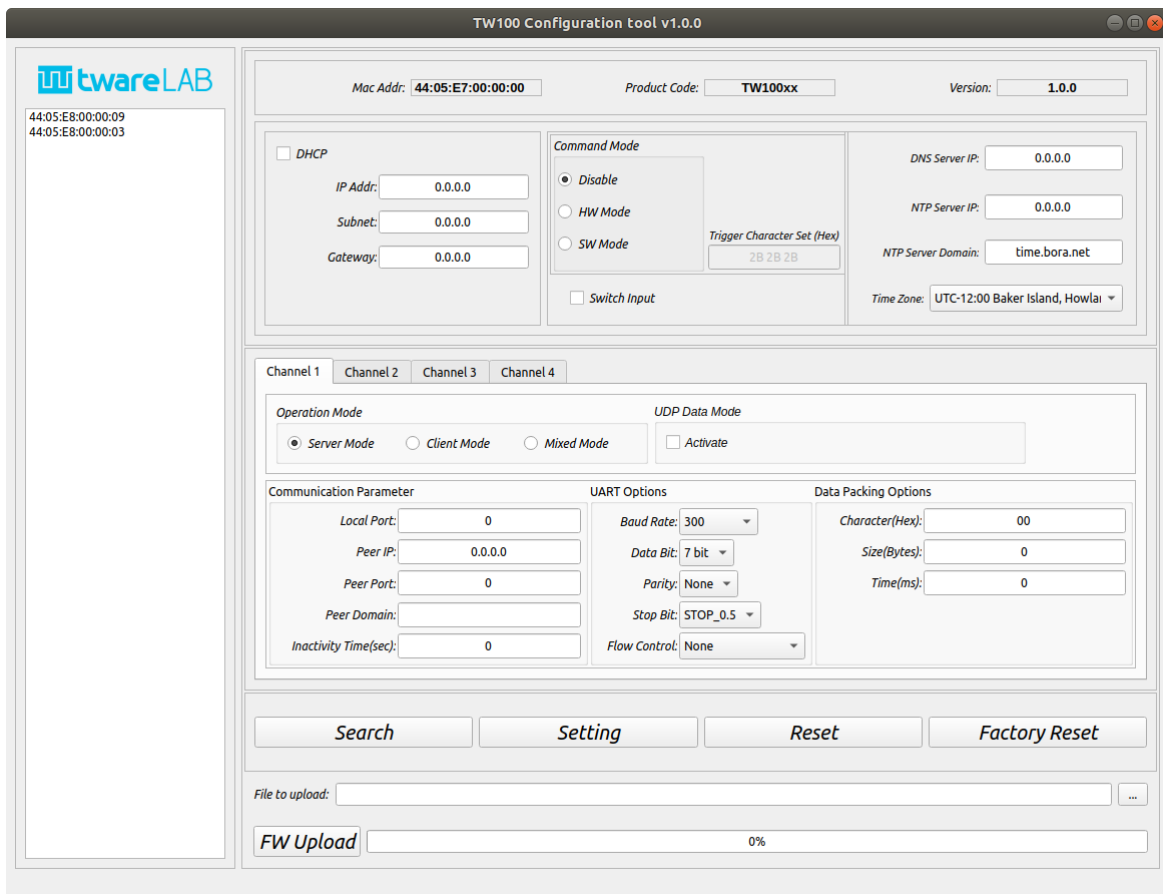 TW100 Configuration tool v1.0.0
twareLAB
44:05:E8:00:00:09
44:05:E8:00:00:03
Mac Addr: 44:05:E7:00:00:00 Product Code: TW100xx Version: 1.0.0
DHCP
IP Addr: 0.0.0.0
Subnet: 0.0.0.0
Gateway: 0.0.0.0
Command Mode
Disable
HW Mode
SW Mode
Trigger Character Set (Hex)
2B 2B 2B
Switch Input
DNS Server IP: 0.0.0.0
NTP Server IP: 0.0.0.0
NTP Server Domain: time.bora.net
Time Zone: UTC-12:00 Baker Island, Howlar
Channel 1 Channel 2 Channel 3 Channel 4
Operation Mode
Server Mode Client Mode Mixed Mode
UDP Data Mode
Activate
Communication Parameter
Local Port: 0
Peer IP: 0.0.0.0
Peer Port: 0
Peer Domain:
Inactivity Time(sec): 0
UART Options
Baud Rate: 300
Data Bit: 7 bit
Parity: None
Stop Bit: STOP_0.5
Flow Control: None
Data Packing Options
Character(Hex): 00
Size(Bytes): 0
Time(ms): 0
Search Setting Reset Factory Reset
File to upload: ...
FW Upload 0%